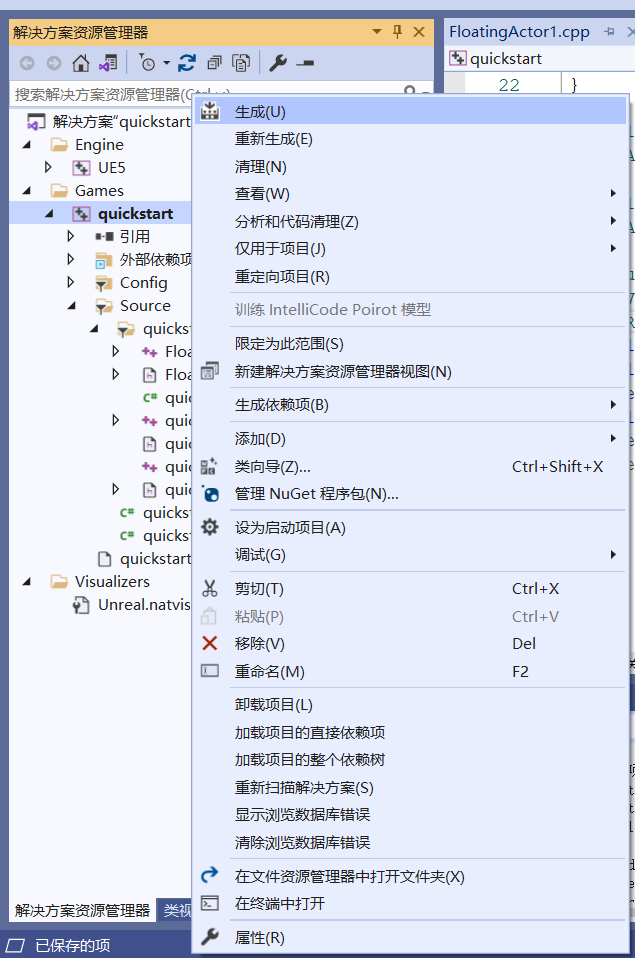 解决方案资源管理器
FloatingActor1.cpp
quickstart
22 }
搜索解决方案资源管理器(Ctrl
解决方案"quickstart
Engine
UE5
Games
quickstart
引用
外部依赖项
Config
Source
quickst
Floa
Floa
quic
quic
quic
quic
quic
quickst
quickst
quickstart
Visualizers
Unreal.natvis
生成(U)
重新生成(E)
清理(N)
查看(W)
分析和代码清理(Z)
仅用于项目(J)
重定向项目(R)
训练 IntelliCode Poirot 模型
限定为此范围(S)
新建解决方案资源管理器视图(N)
生成依赖项(B)
添加(D)
类向导(Z)... Ctrl+Shift+X
管理 NuGet 程序包(N)...
设为启动项目(A)
调试(G)
剪切(T) Ctrl+X
粘贴(P) Ctrl+V
移除(V) Del
重命名(M) F2
卸载项目(L)
加载项目的直接依赖项
加载项目的整个依赖树
重新扫描解决方案(S)
显示浏览数据库错误
清除浏览数据库错误
在文件资源管理器中打开文件夹(X)
在终端中打开
属性(R)
解决方案资源管理器 类视
已保存的项